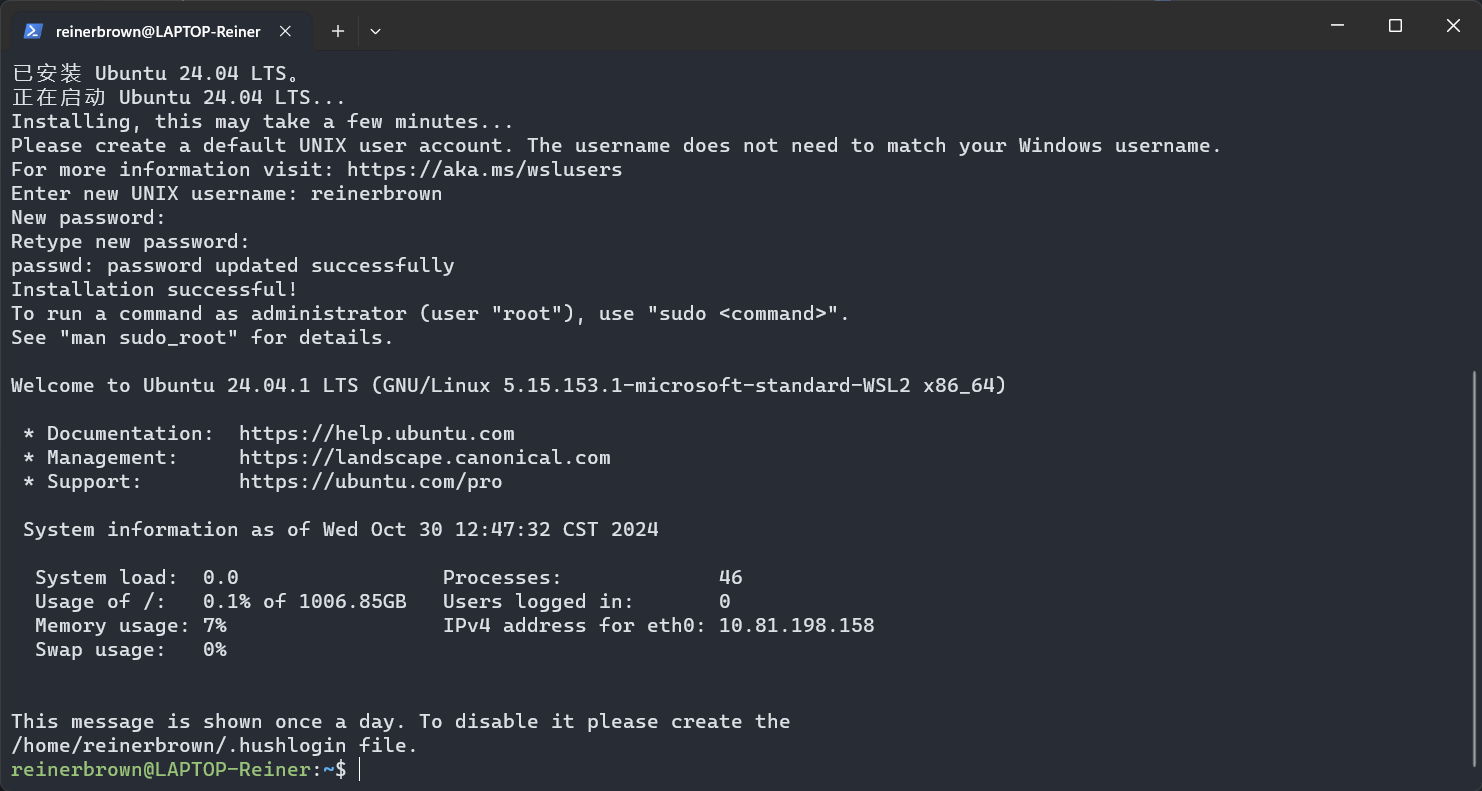 reinerbrown@LAPTOP-Reiner
已安装 Ubuntu 24.04 LTS。
正在启动 Ubuntu 24.04 LTS...
Installing, this may take a few minutes...
Please create a default UNIX user account. The username does not need to match your Windows username.
For more information visit: https://aka.ms/wslusers
Enter new UNIX username: reinerbrown
New password:
Retype new password:
passwd: password updated successfully
Installation successful!
To run a command as administrator (user "root"), use "sudo <command>".
See "man sudo_root" for details.
Welcome to Ubuntu 24.04.1 LTS (GNU/Linux 5.15.153.1-microsoft-standard-WSL2 x86_64)
* Documentation:  https://help.ubuntu.com
* Management:     https://landscape.canonical.com
* Support:        https://ubuntu.com/pro
System information as of Wed Oct 30 12:47:32 CST 2024
System load:  0.0                 Processes:             46
Usage of /:   0.1% of 1006.85GB   Users logged in:       0
Memory usage: 7%                  IPv4 address for eth0: 10.81.198.158
Swap usage:   0%
This message is shown once a day. To disable it please create the
/home/reinerbrown/.hushlogin file.
reinerbrown@LAPTOP-Reiner:~$